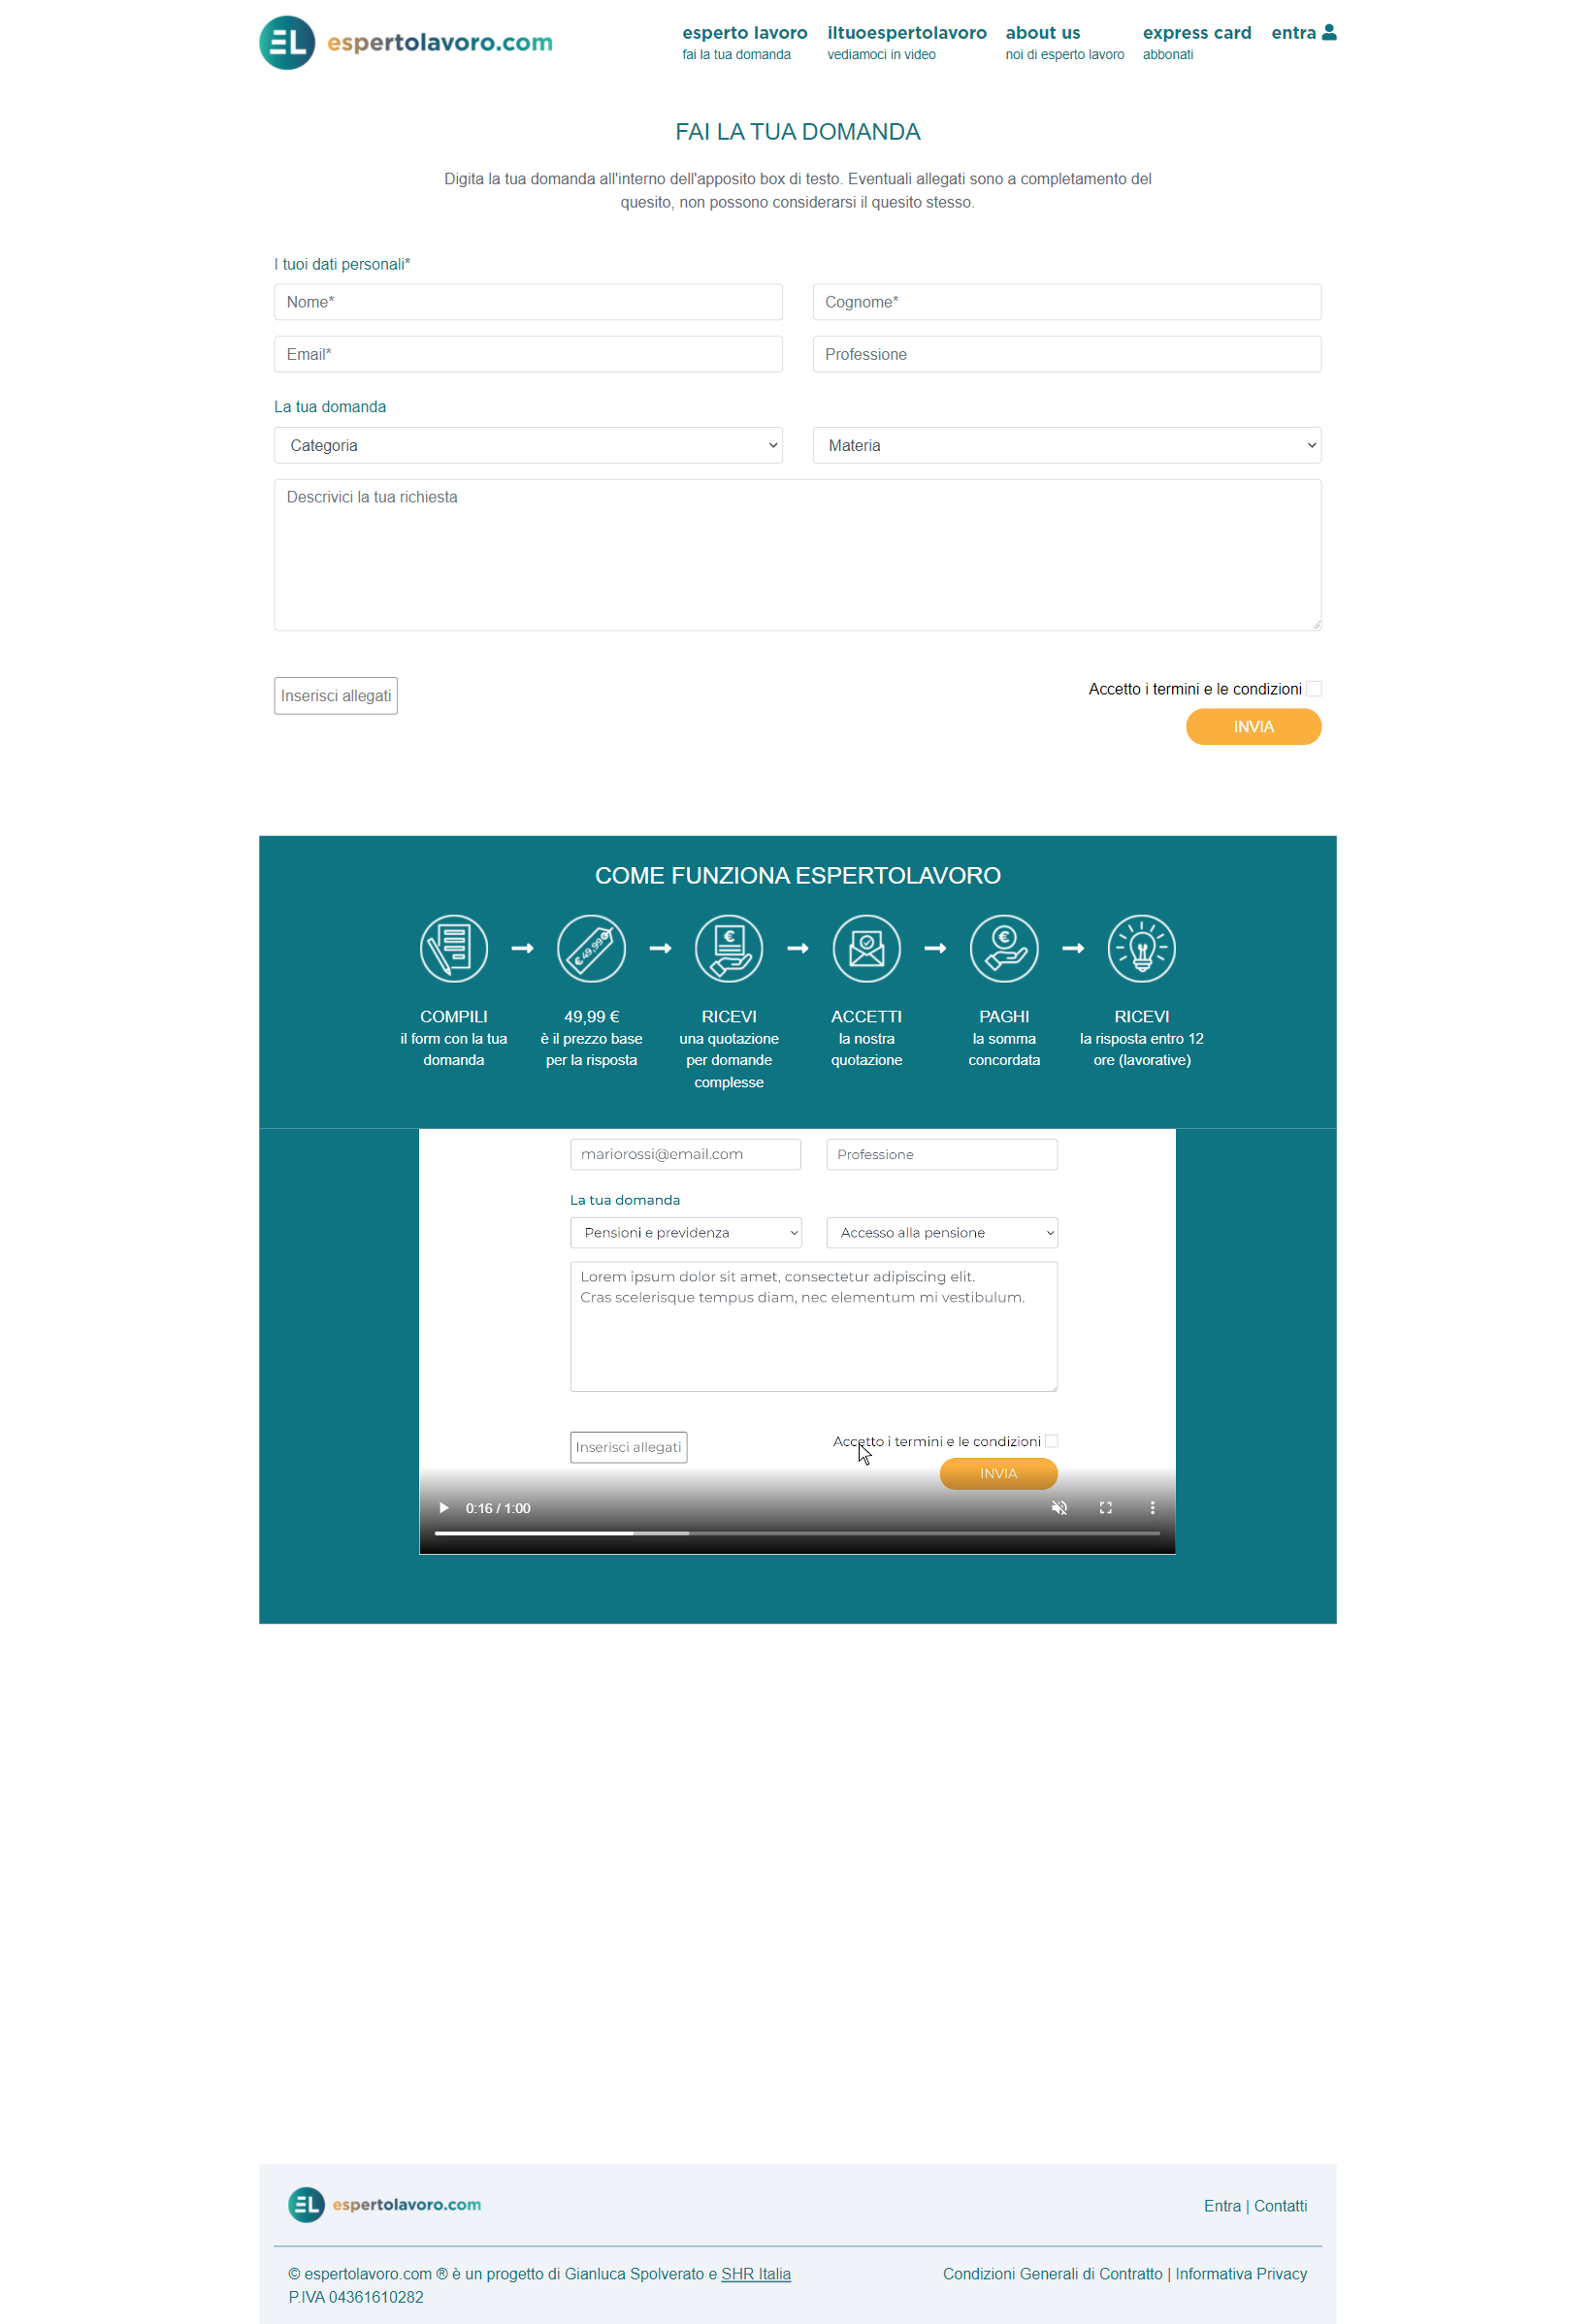 EL espertolavoro.com
esperto lavoro
fai la tua domanda
iltuoespertolavoro
vediamoci in video
about us
noi di esperto lavoro
express card
abbonati
entra
FAI LA TUA DOMANDA
Digita la tua domanda all'interno dell'apposito box di testo. Eventuali allegati sono a completamento del
quesito, non possono considerarsi il quesito stesso.
I tuoi dati personali*
Nome*
Cognome*
Email*
Professione
La tua domanda
Categoria
Materia
Descrivici la tua richiesta
Inserisci allegati
Accetto i termini e le condizioni
INVIA
COME FUNZIONA ESPERTOLAVORO
€ 49,99
€
€
COMPILI
il form con la tua
domanda
49,99 €
è il prezzo base
per la risposta
RICEVI
una quotazione
per domande
complesse
ACCETTI
la nostra
quotazione
PAGHI
la somma
concordata
RICEVI
la risposta entro 12
ore (lavorative)
mariorossi@email.com
Professione
La tua domanda
Pensioni e previdenza
Accesso alla pensione
Lorem ipsum dolor sit amet, consectetur adipiscing elit.
Cras scelerisque tempus diam, nec elementum mi vestibulum.
Inserisci allegati
Accetto i termini e le condizioni
INVIA
0:16 / 1:00
EL espertolavoro.com
Entra | Contatti
© espertolavoro.com ® è un progetto di Gianluca Spolverato e SHR Italia
P.IVA 04361610282
Condizioni Generali di Contratto | Informativa Privacy